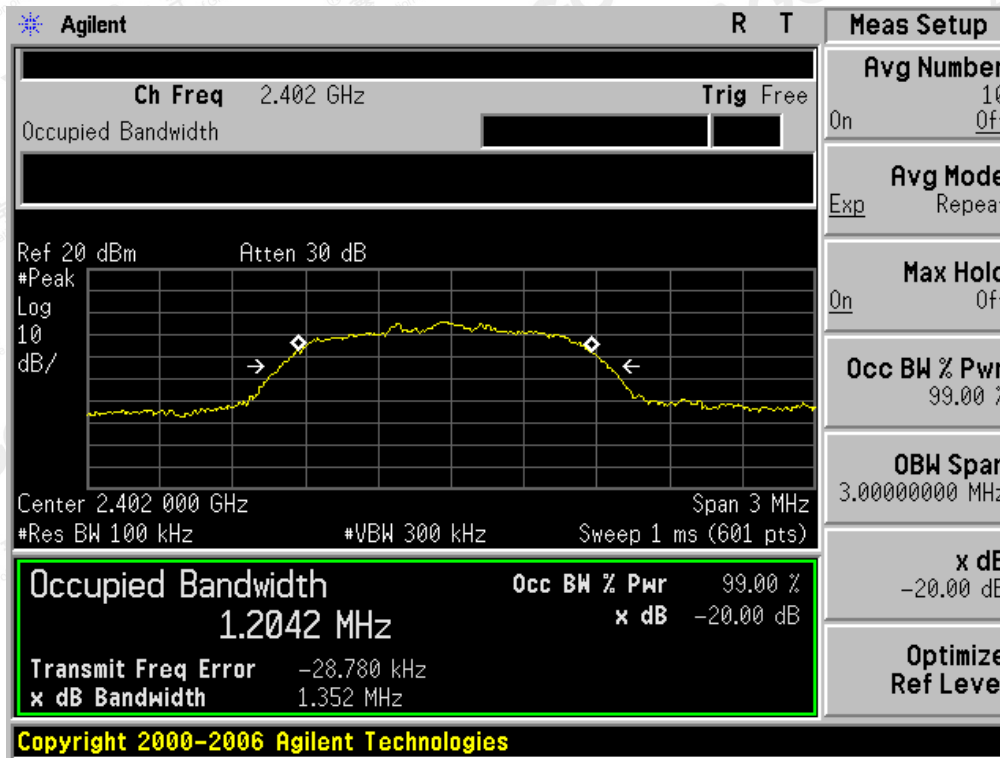 Agilent R T
Ch Freq 2.402 GHz Trig Free
Occupied Bandwidth
Ref 20 dBm Atten 30 dB
#Peak
Log
10
dB/
Center 2.402 000 GHz Span 3 MHz
#Res BW 100 kHz #VBW 300 kHz Sweep 1 ms (601 pts)
Occupied Bandwidth Occ BW % Pwr 99.00 %
1.2042 MHz x dB -20.00 dB
Transmit Freq Error -28.780 kHz
x dB Bandwidth 1.352 MHz
Copyright 2000-2006 Agilent Technologies
Meas Setup
Avg Number
10
On Off
Avg Mode
Exp Repeat
Max Hold
On Off
Occ BW % Pwr
99.00 %
OBW Span
3.00000000 MHz
x dB
-20.00 dB
Optimize
Ref Level